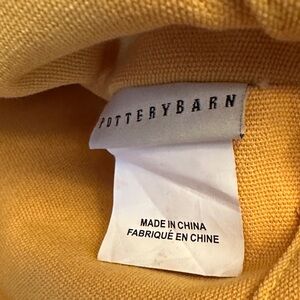 POTTERYBARN
MADE IN CHINA
FABRIQUÉ EN CHINE